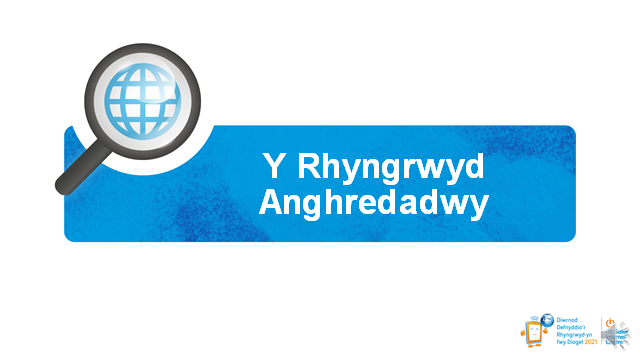 Y Rhyngrwyd
Anghredadwy
Diwrnod
Defnyddio'r
Rhyngrwyd yn
fwy Diogel 2021